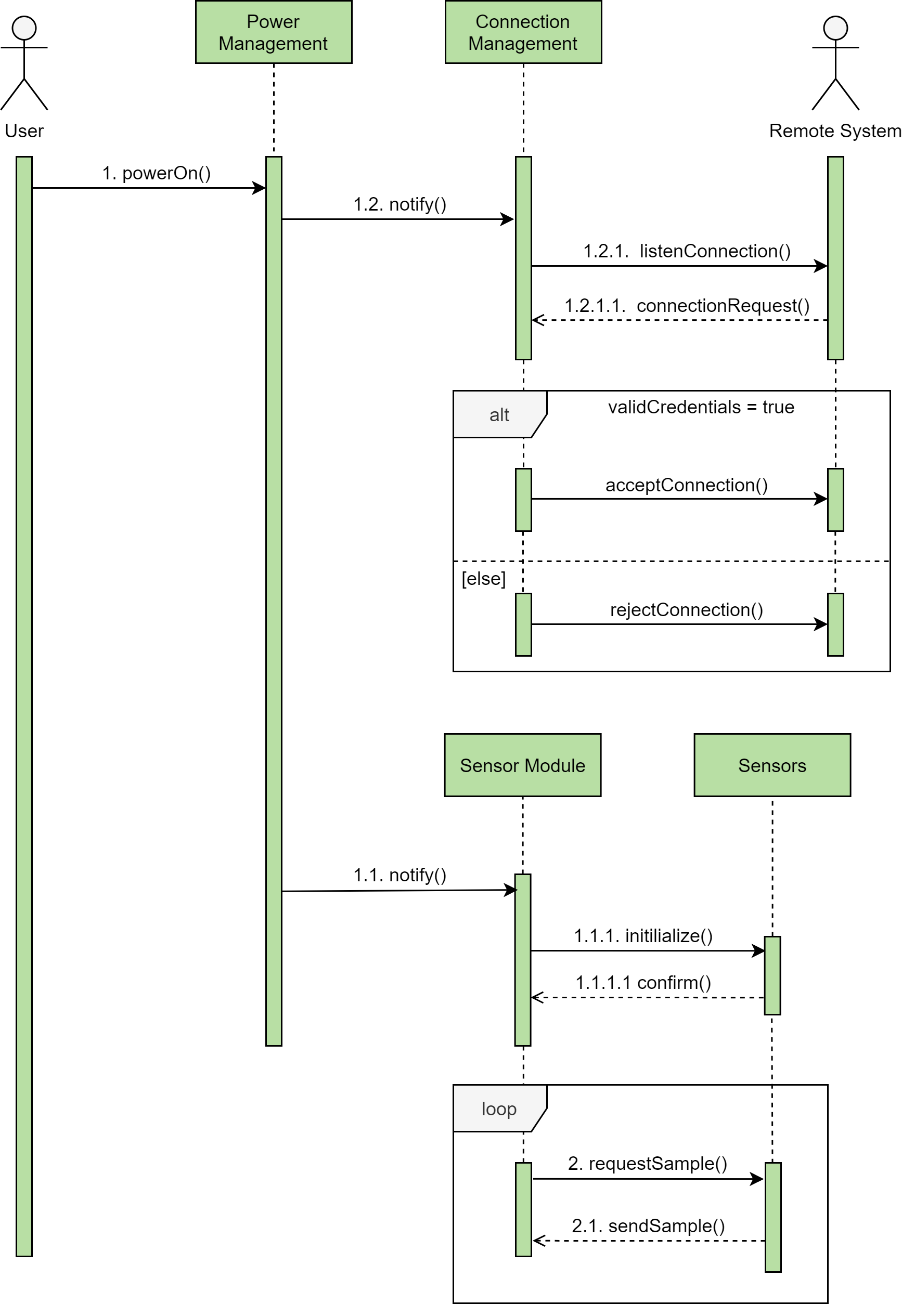 Power
Management
Connection
Management
User
Remote System
1. powerOn()
1.2. notify()
1.2.1.  listenConnection()
1.2.1.1.  connectionRequest()
alt
validCredentials = true
acceptConnection()
[else]
rejectConnection()
Sensor Module
Sensors
1.1. notify()
1.1.1. initilialize()
1.1.1.1 confirm()
loop
2. requestSample()
2.1. sendSample()